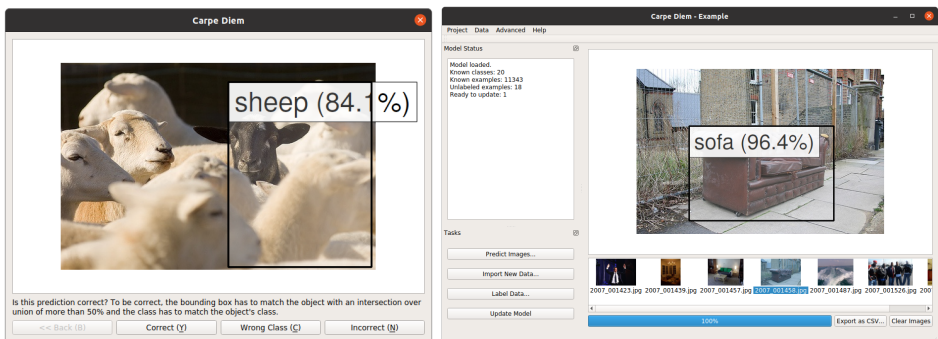 Carpe Diem
sheep (84.1%)
Is this prediction correct? To be correct, the bounding box has to match the object with an intersection over
union of more than 50% and the class has to match the object's class.
<< Back (B)
Correct (Y)
Wrong Class (C)
Incorrect (N)
Carpe Diem - Example
Project Data Advanced Help
Model Status
Model loaded.
Known classes: 20
Known examples: 11343
Unlabeled examples: 18
Ready to update: 1
Tasks
Predict Images...
Import New Data...
Label Data...
Update Model
sofa (96.4%)
2007_001423.jpg 2007_001439.jpg 2007_001457.jpg 2007_001458.jpg 2007_001487.jpg 2007_001526.jpg 200
100%
Export as CSV...
Clear Images